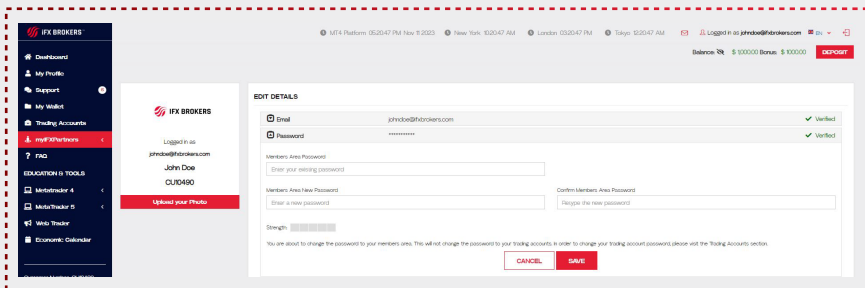 IFX BROKERS
MT4 Platform 05:20:47 PM Nov 11 2023 New York 10:20:47 AM London 03:20:47 PM Tokyo 12:20:47 AM Logged in as johndoe@ifxbrokers.com EN
Balance: $ 1,000.00 Bonus: $ 1000.00 DEPOSIT
Dashboard
My Profile
Support
My Wallet
Trading Accounts
myIFXPartners
FAQ
EDUCATION & TOOLS
Metatrader 4
MetaTrader 5
Web Trader
Economic Calendar
IFX BROKERS
Logged in as
johndoe@ifxbrokers.com
John Doe
CU10490
Upload your Photo
EDIT DETAILS
Email johndoe@ifxbrokers.com Verified
Password *********** Verified
Members Area Password
Enter your existing password
Members Area New Password Confirm Members Area Password
Enter a new password Retype the new password
Strength
You are about to change the password to your members area. This will not change the password to your trading accounts. In order to change your trading account password, please visit the Trading Accounts section.
CANCEL SAVE